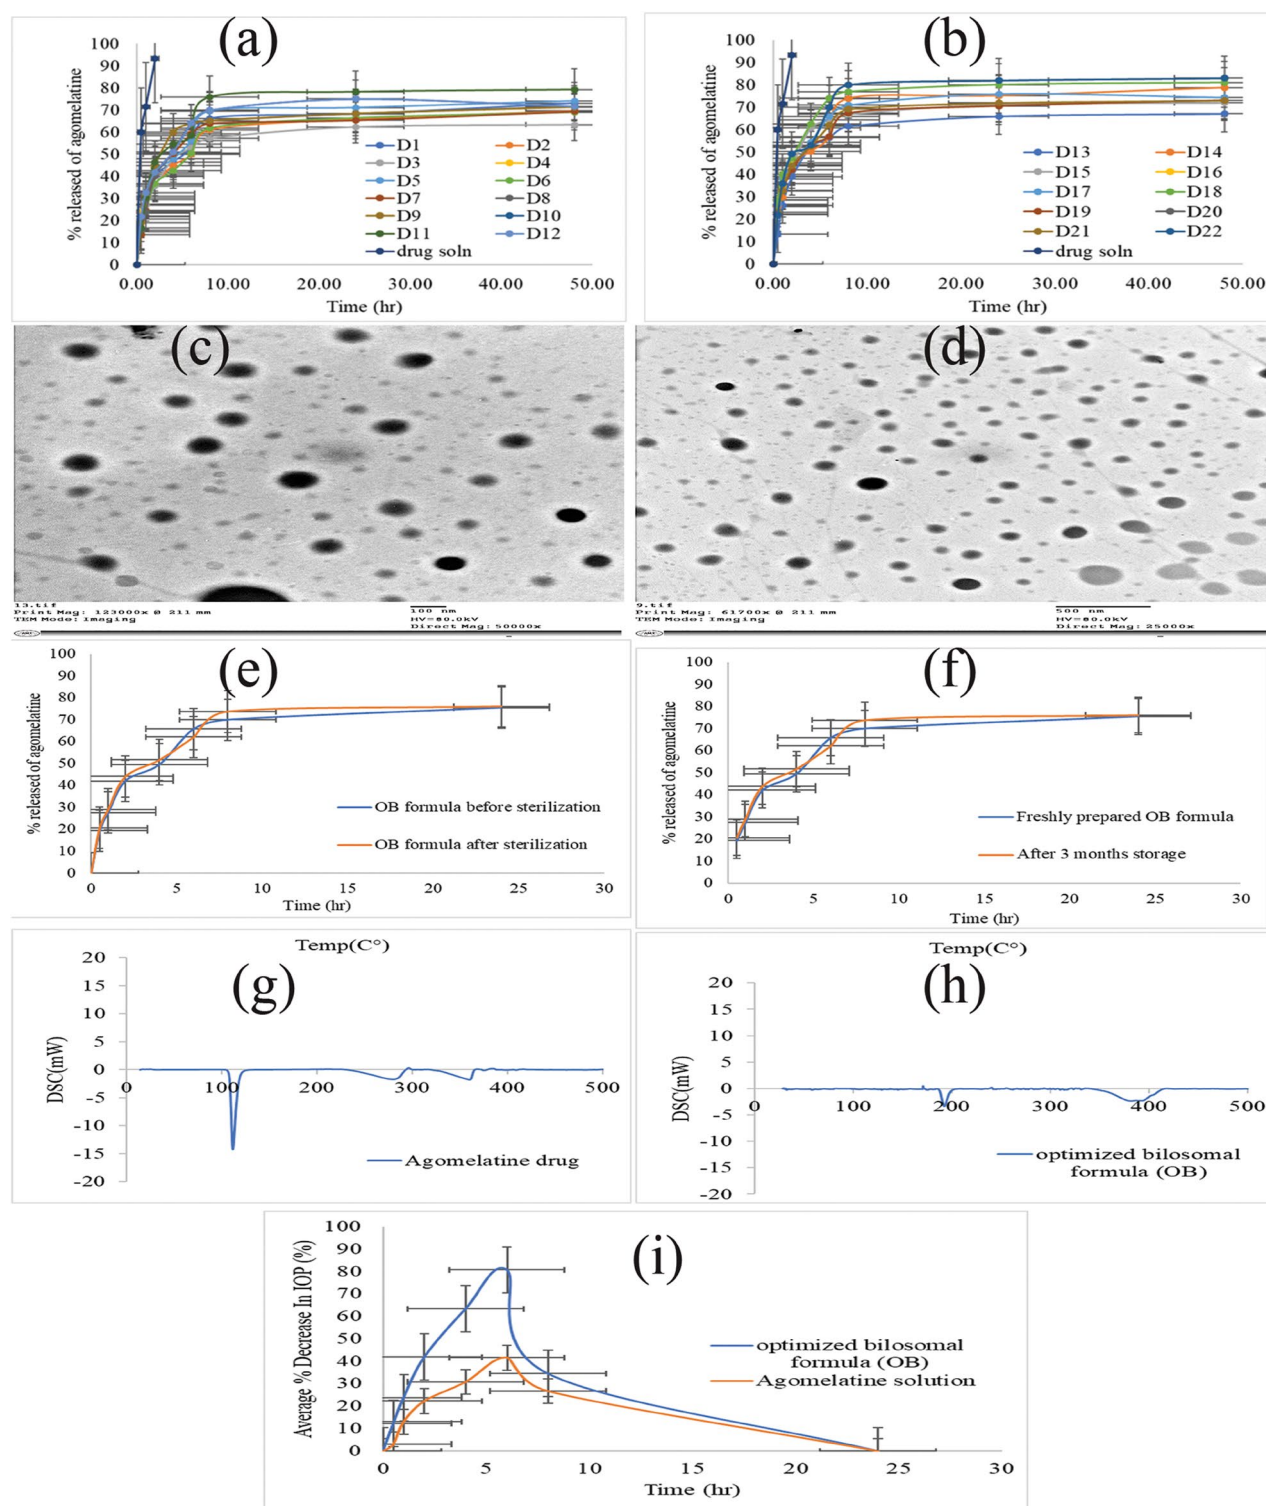 (a)
100
90
80
70
60
50
40
30
20
10
0
% released of agomelatine
D1 D2
D3 D4
D5 D6
D7 D8
D9 D10
D11 D12
drug soln
0.00 10.00 20.00 30.00 40.00 50.00
Time (hr)
(b)
100
90
80
70
60
50
40
30
20
10
0
% released of agomelatine
D13 D14
D15 D16
D17 D18
D19 D20
D21 D22
drug soln
0.00 10.00 20.00 30.00 40.00 50.00
Time (hr)
(c)
13.tif
Print Mag: 123000x @ 211 mm
TEM Mode: Imaging
100 nm
HV=80.0kV
Direct Mag: 50000x
(d)
9.tif
Print Mag: 61700x @ 211 mm
TEM Mode: Imaging
500 nm
HV=80.0kV
Direct Mag: 25000x
(e)
100
90
80
70
60
50
40
30
20
10
0
% released of agomelatine
OB formula before sterilization
OB formula after sterilization
0 5 10 15 20 25 30
Time (hr)
(f)
100
90
80
70
60
50
40
30
20
10
0
% released of agomelatine
Freshly prepared OB formula
After 3 months storage
0 5 10 15 20 25 30
Time (hr)
Temp(C°)
(g)
20
15
10
5
0
-5
-10
-15
-20
DSC(mW)
0 100 200 300 400 500
Agomelatine drug
Temp(C°)
(h)
20
15
10
5
0
-5
-10
-15
-20
DSC(mW)
0 100 200 300 400 500
optimized bilosomal
formula (OB)
(i)
100
90
80
70
60
50
40
30
20
10
0
Average % Decrease In IOP (%)
optimized bilosomal
formula (OB)
Agomelatine solution
0 5 10 15 20 25 30
Time (hr)